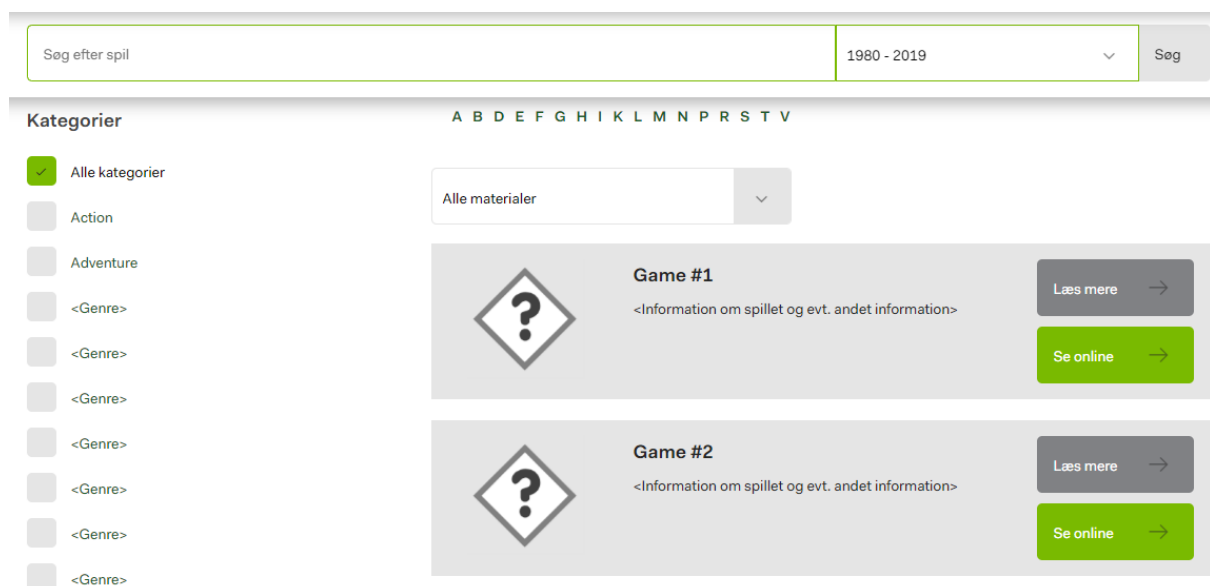 Søg efter spil
1980 - 2019
Søg
Kategorier
A B D E F G H I K L M N P R S T V
Alle kategorier
Action
Adventure
<Genre>
<Genre>
<Genre>
<Genre>
<Genre>
<Genre>
<Genre>
Alle materialer
Game #1
<Information om spillet og evt. andet information>
Læs mere
Se online
Game #2
<Information om spillet og evt. andet information>
Læs mere
Se online